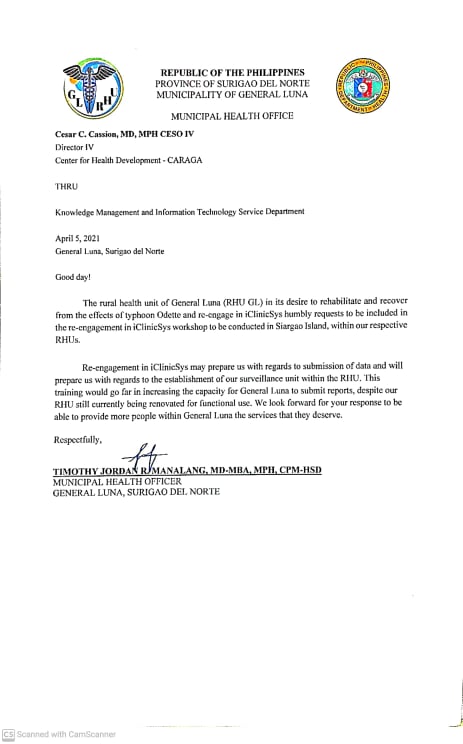 REPUBLIC OF THE PHILIPPINES
PROVINCE OF SURIGAO DEL NORTE
MUNICIPALITY OF GENERAL LUNA
MUNICIPAL HEALTH OFFICE
GL RHU
Cesar C. Cassion, MD, MPH CESO IV
Director IV
Center for Health Development - CARAGA
THRU
Knowledge Management and Information Technology Service Department
April 5, 2021
General Luna, Surigao del Norte
Good day!
The rural health unit of General Luna (RHU GL) in its desire to rehabilitate and recover
from the effects of typhoon Odette and re-engage in iClinicSys humbly requests to be included in
the re-engagement in iClinicSys workshop to be conducted in Siargao Island, within our respective
RHUs.
Re-engagement in iClinicSys may prepare us with regards to submission of data and will
prepare us with regards to the establishment of our surveillance unit within the RHU. This
training would go far in increasing the capacity for General Luna to submit reports, despite our
RHU still currently being renovated for functional use. We look forward for your response to be
able to provide more people within General Luna the services that they deserve.
Respectfully,
TIMOTHY JORDAN R. MANALANG, MD-MBA, MPH, CPM-HSD
MUNICIPAL HEALTH OFFICER
GENERAL LUNA, SURIGAO DEL NORTE
CS Scanned with CamScanner